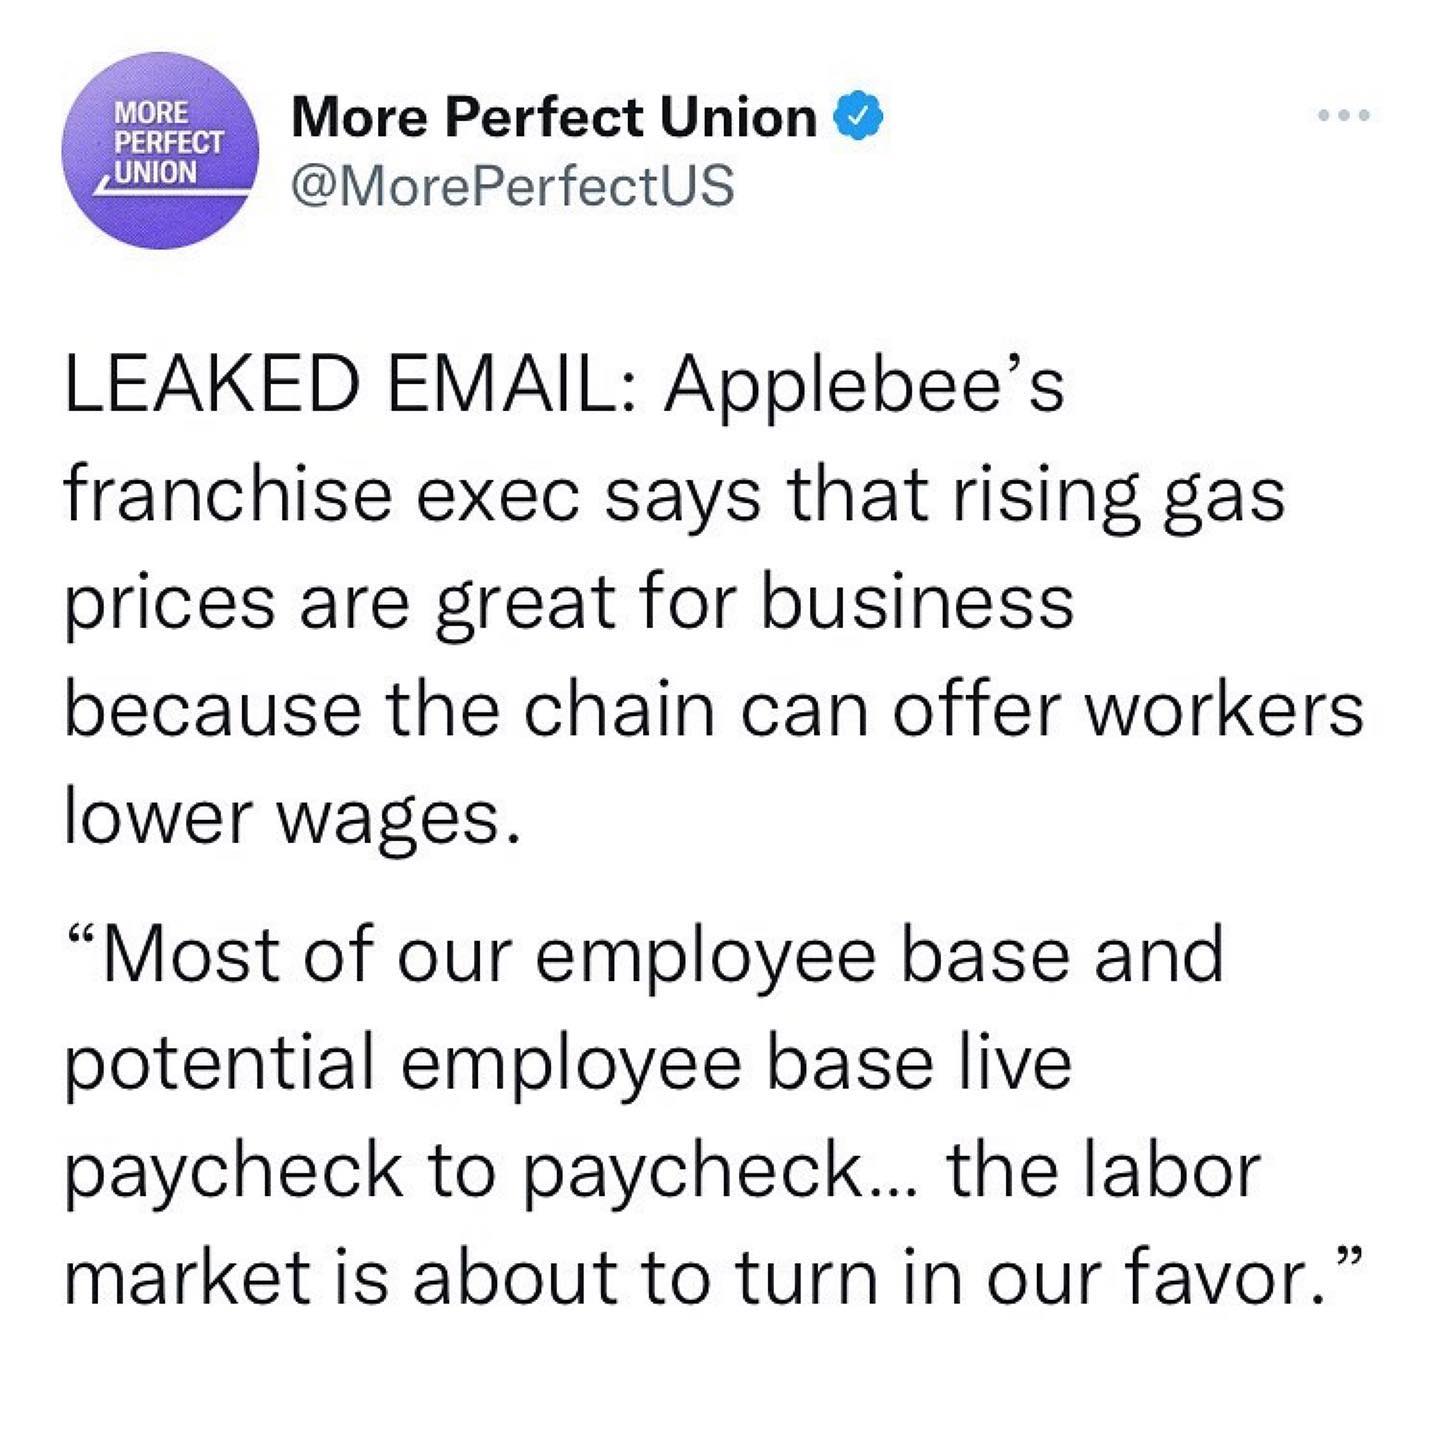 MORE
PERFECT
UNION
More Perfect Union
@MorePerfectUS
LEAKED EMAIL: Applebee’s
franchise exec says that rising gas
prices are great for business
because the chain can offer workers
lower wages.
“Most of our employee base and
potential employee base live
paycheck to paycheck... the labor
market is about to turn in our favor.”